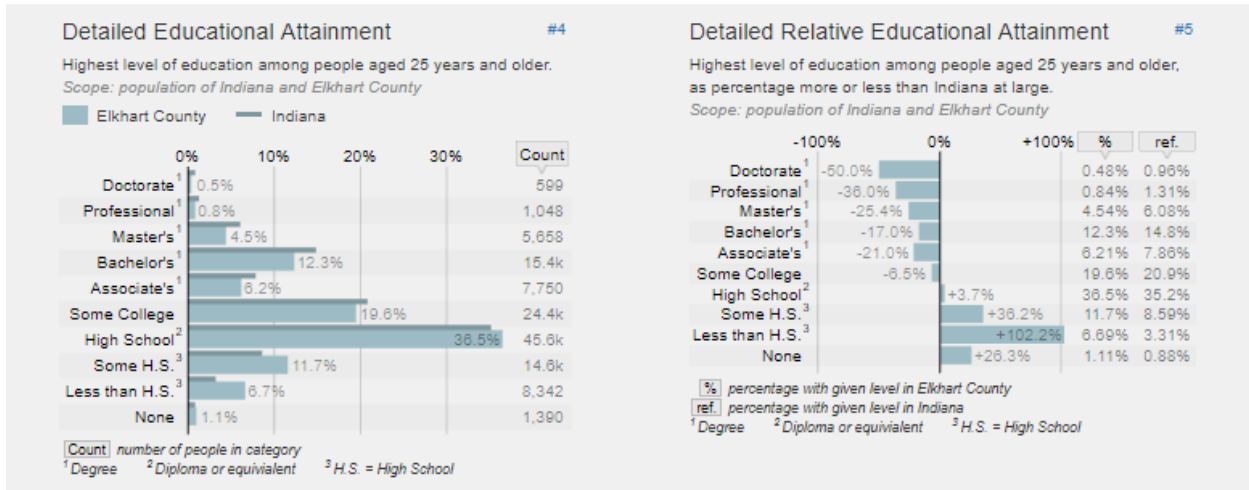 Detailed Educational Attainment #4
Highest level of education among people aged 25 years and older.
Scope: population of Indiana and Elkhart County
Elkhart County Indiana
0% 10% 20% 30% Count
Doctorate¹ 0.5% 599
Professional¹ 0.8% 1,048
Master's¹ 4.5% 5,658
Bachelor's¹ 12.3% 15.4k
Associate's¹ 6.2% 7,750
Some College 19.6% 24.4k
High School² 36.5% 45.6k
Some H.S.³ 11.7% 14.6k
Less than H.S.³ 6.7% 8,342
None 1.1% 1,390
Count number of people in category
¹ Degree ² Diploma or equivialent ³ H.S. = High School
Detailed Relative Educational Attainment #5
Highest level of education among people aged 25 years and older,
as percentage more or less than Indiana at large.
Scope: population of Indiana and Elkhart County
-100% 0% +100% % ref.
Doctorate¹ -50.0% 0.48% 0.96%
Professional¹ -36.0% 0.84% 1.31%
Master's¹ -25.4% 4.54% 6.08%
Bachelor's¹ -17.0% 12.3% 14.8%
Associate's¹ -21.0% 6.21% 7.86%
Some College -6.5% 19.6% 20.9%
High School² +3.7% 36.5% 35.2%
Some H.S.³ +36.2% 11.7% 8.59%
Less than H.S.³ +102.2% 6.69% 3.31%
None +26.3% 1.11% 0.88%
% percentage with given level in Elkhart County
ref. percentage with given level in Indiana
¹ Degree ² Diploma or equivialent ³ H.S. = High School